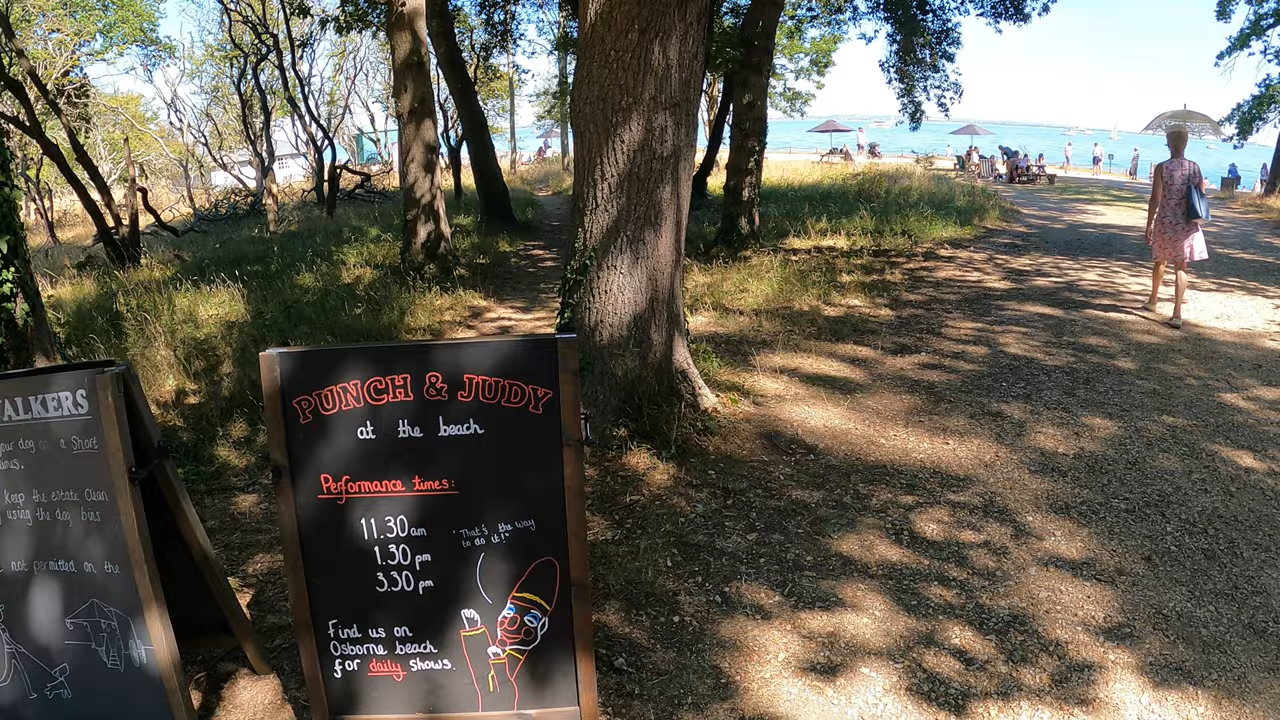 WALKERS
your dog on a Short
keep the estate Clean
using the dog bins
not permitted on the
PUNCH & JUDY
at the beach
Performance times:
11.30 am
1.30 pm
3.30 pm
"That's the way
to do it!"
Find us on
Osborne beach
for daily shows.